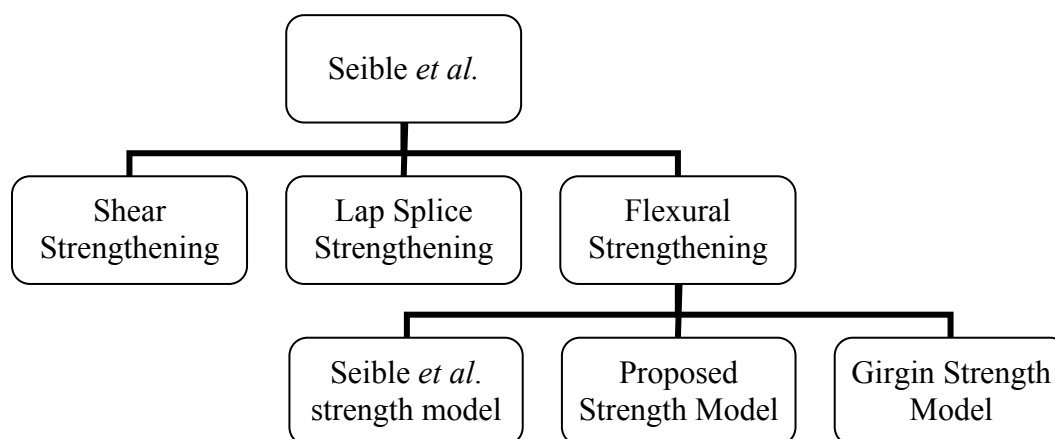 Seible et al.
Shear
Strengthening
Lap Splice
Strengthening
Flexural
Strengthening
Seible et al.
strength model
Proposed
Strength Model
Girgin Strength
Model